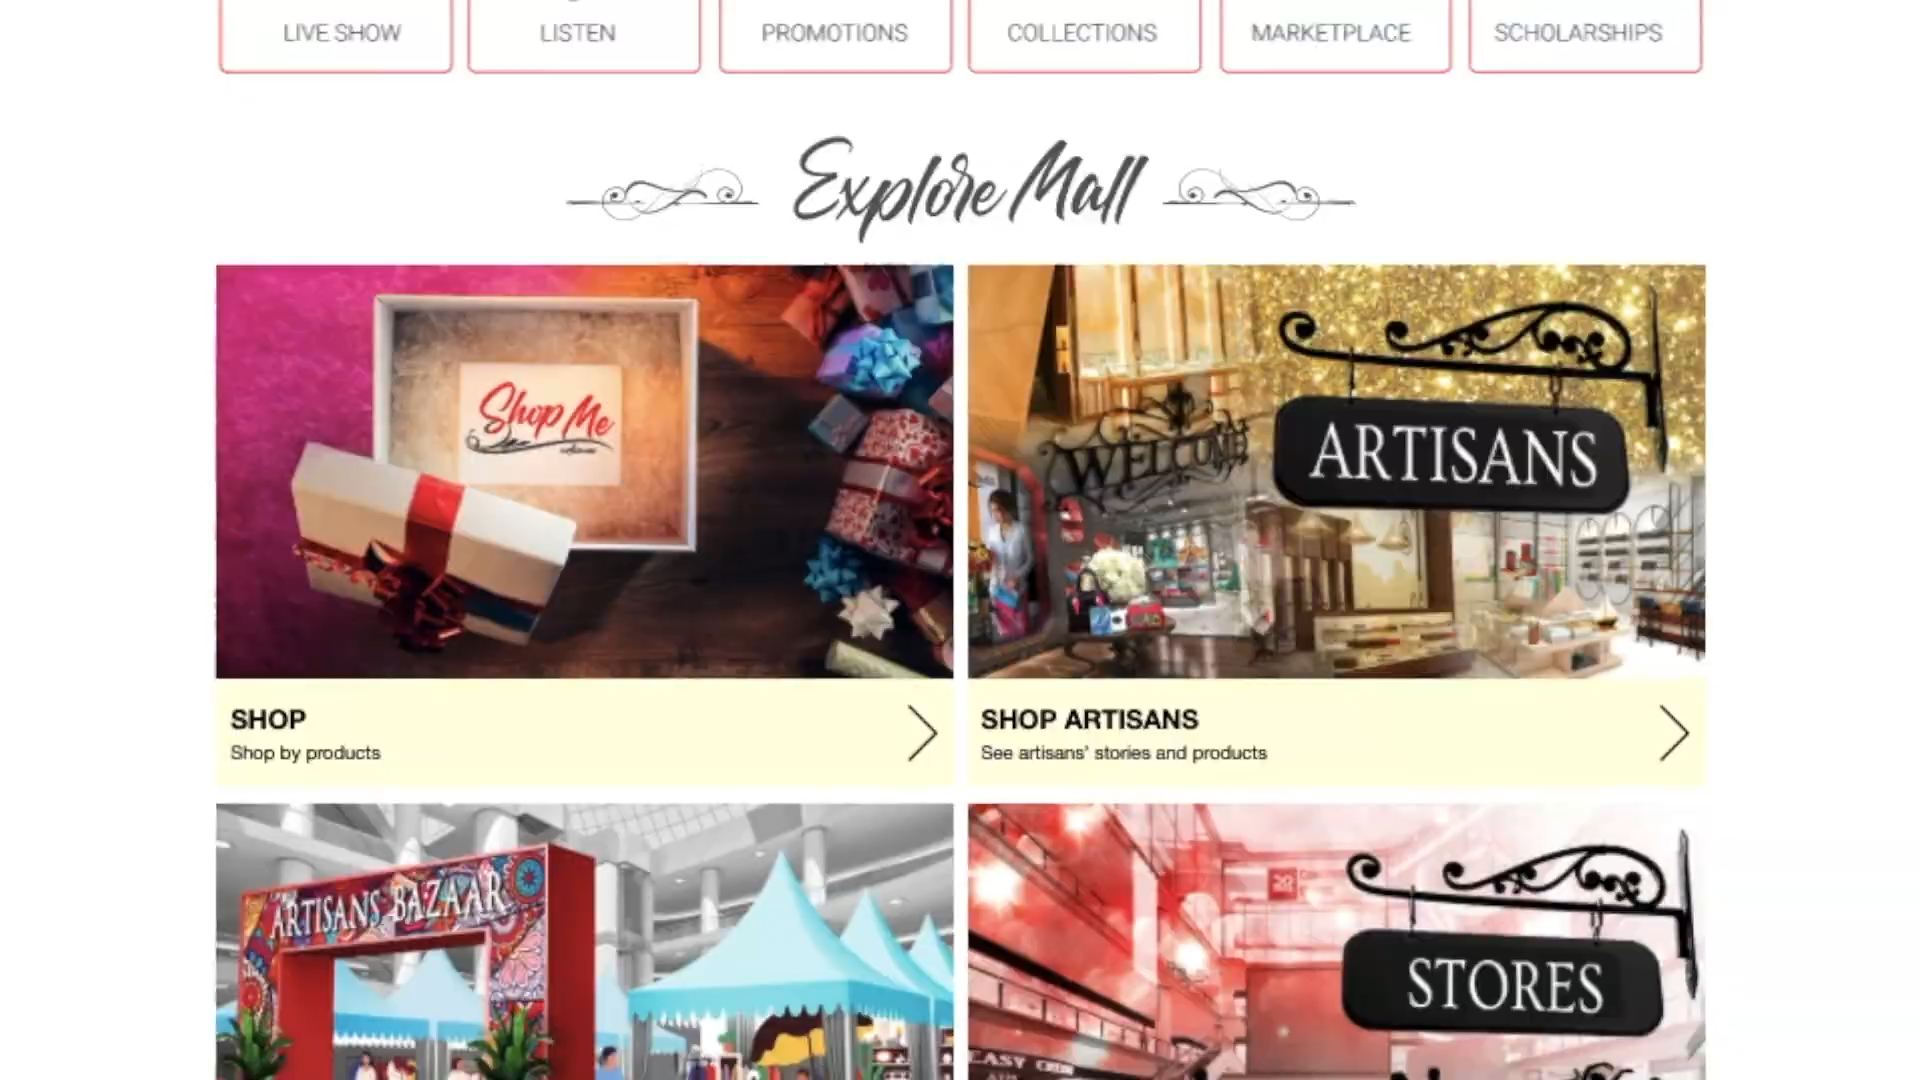 LIVE SHOW
LISTEN
PROMOTIONS
COLLECTIONS
MARKETPLACE
SCHOLARSHIPS
Explore Mall
Shop Me
WELCOME
ARTISANS
SHOP
Shop by products
SHOP ARTISANS
See artisans' stories and products
ARTISANS BAZAAR
STORES